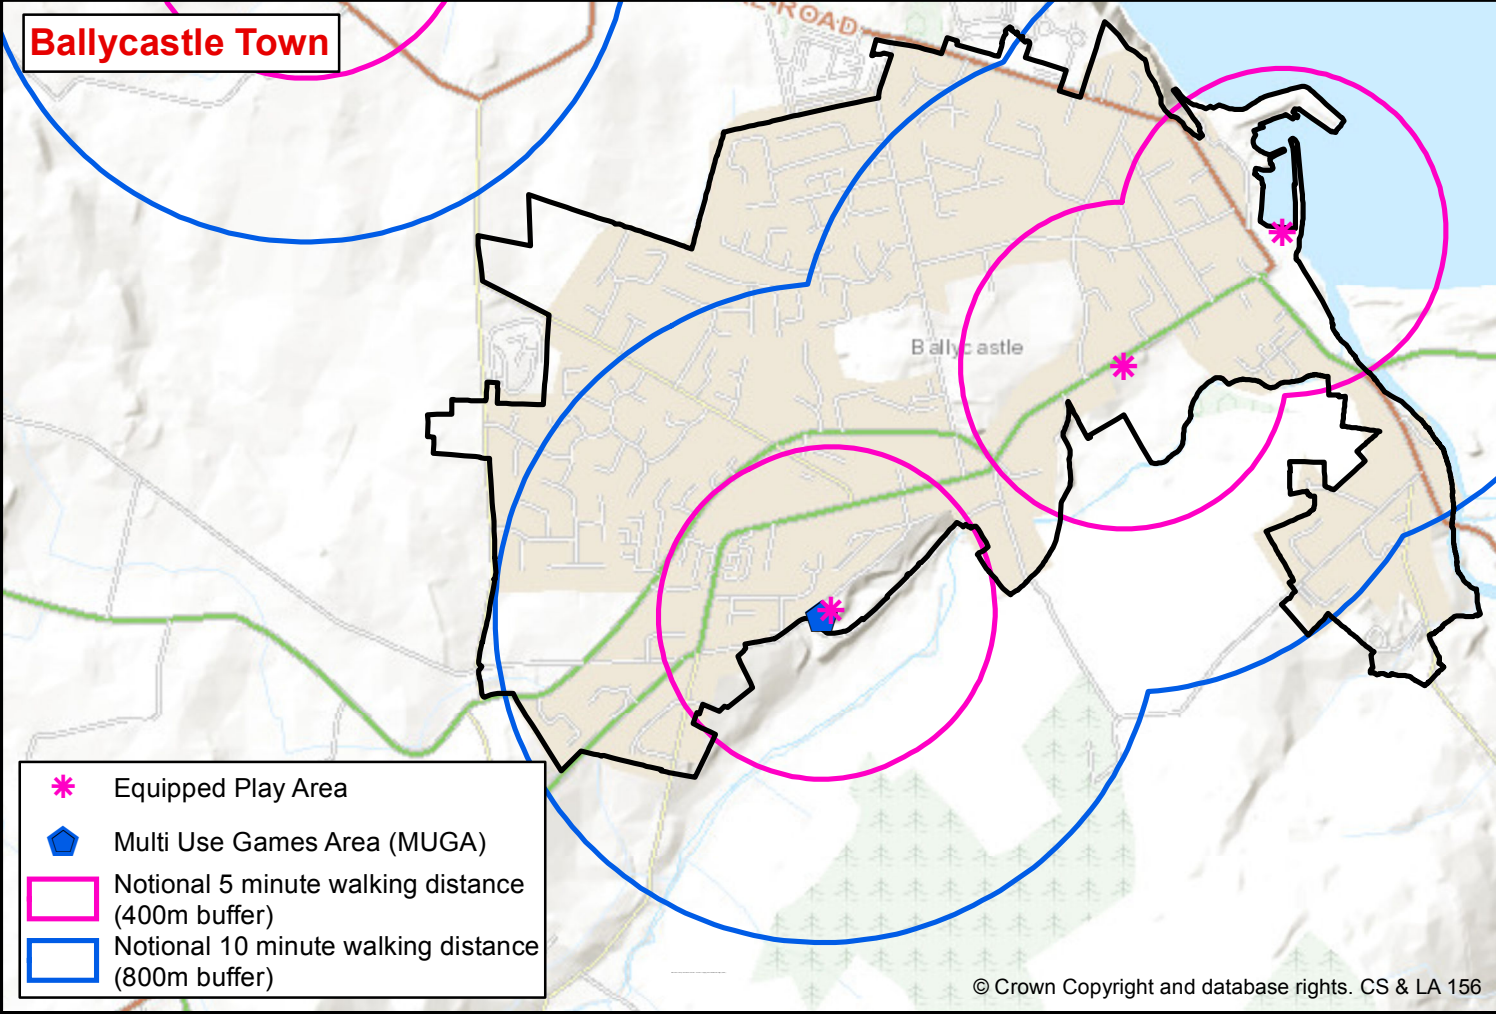 Ballycastle Town
ROAD
Ballycastle
Equipped Play Area
Multi Use Games Area (MUGA)
Notional 5 minute walking distance
(400m buffer)
Notional 10 minute walking distance
(800m buffer)
© Crown Copyright and database rights. CS & LA 156